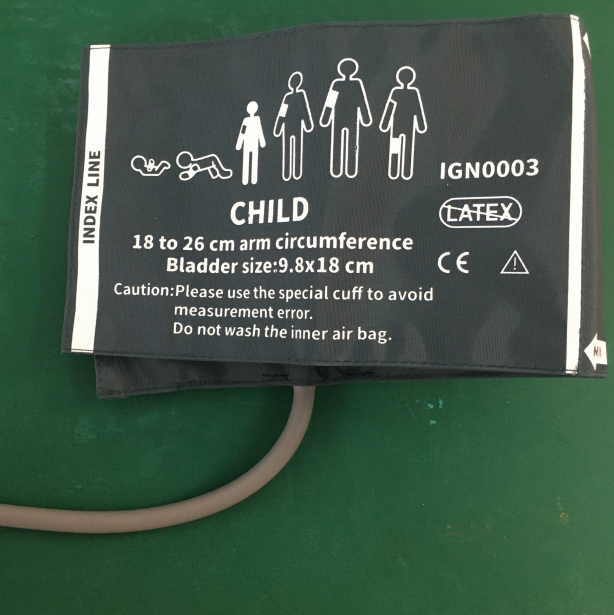 INDEX LINE
IGN0003
LATEX
CHILD
18 to 26 cm arm circumference
Bladder size:9.8x18 cm
CE
Caution:Please use the special cuff to avoid
measurement error.
Do not wash the inner air bag.